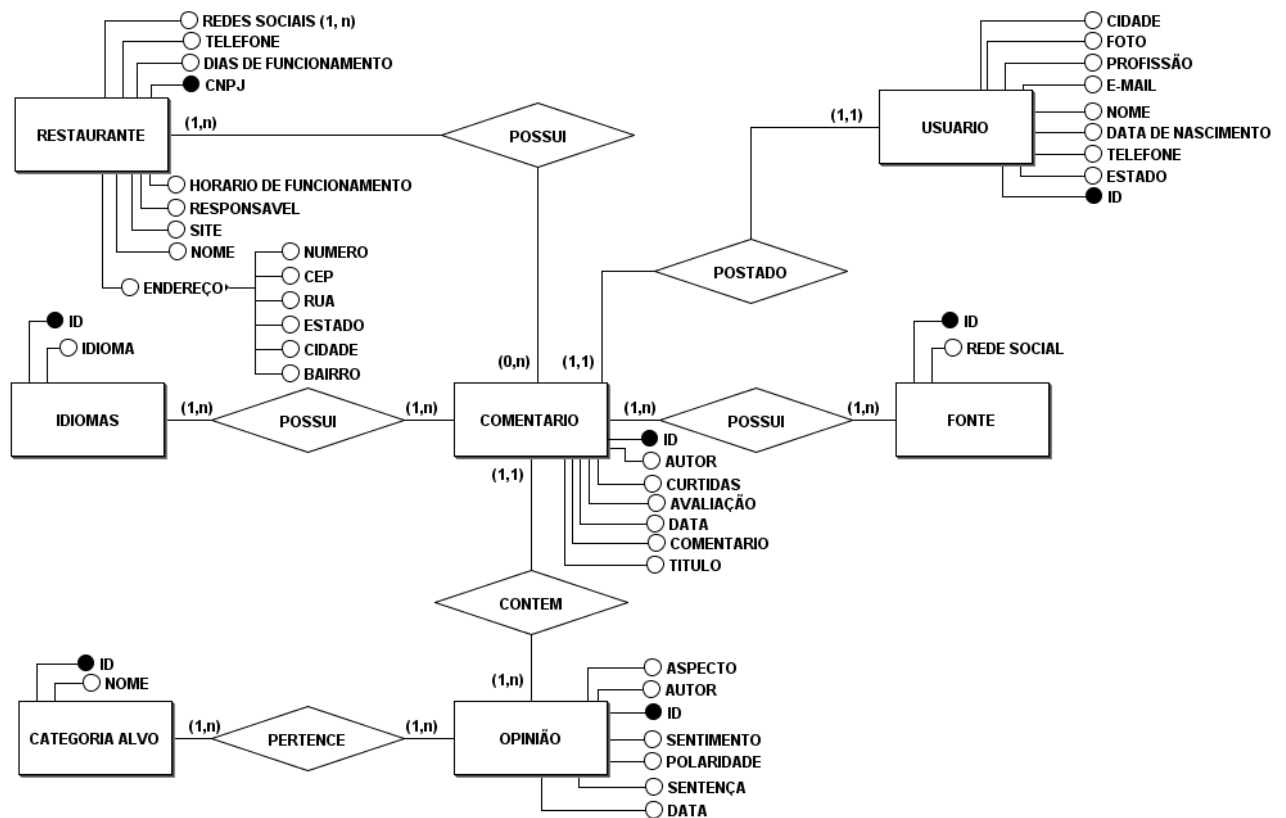 REDES SOCIAIS (1, n)
TELEFONE
DIAS DE FUNCIONAMENTO
CNPJ
RESTAURANTE
(1,n)
POSSUI
HORARIO DE FUNCIONAMENTO
RESPONSAVEL
SITE
NOME
ENDEREÇO
NUMERO
CEP
RUA
ESTADO
CIDADE
BAIRRO
CIDADE
FOTO
PROFISSÃO
E-MAIL
(1,1)
USUARIO
NOME
DATA DE NASCIMENTO
TELEFONE
ESTADO
ID
POSTADO
ID
IDIOMA
(0,n)
(1,1)
ID
REDE SOCIAL
IDIOMAS
(1,n)
POSSUI
(1,n)
COMENTARIO
(1,n)
POSSUI
(1,n)
FONTE
(1,1)
ID
AUTOR
CURTIDAS
AVALIAÇÃO
DATA
COMENTARIO
TITULO
CONTEM
ID
NOME
(1,n)
ASPECTO
AUTOR
ID
CATEGORIA ALVO
(1,n)
PERTENCE
(1,n)
OPINIÃO
SENTIMENTO
POLARIDADE
SENTENÇA
DATA